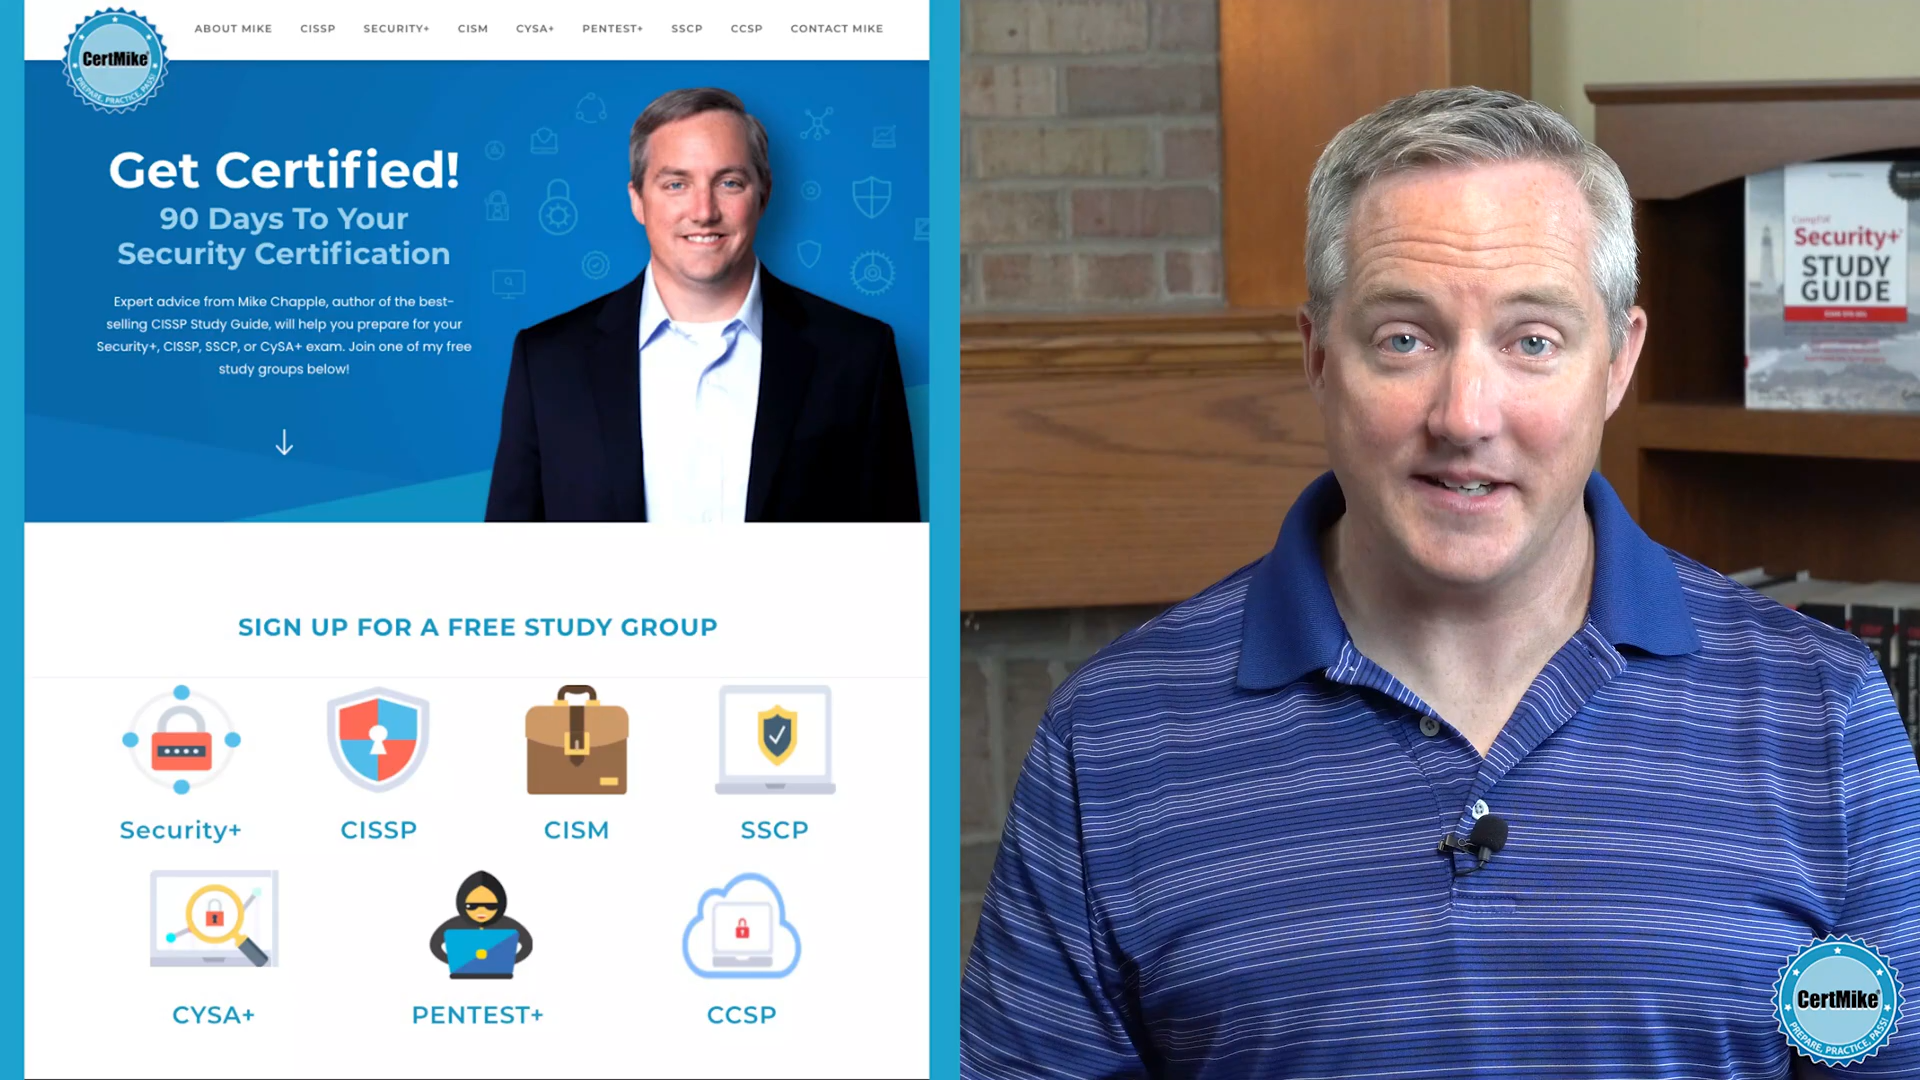 CertMike
PREPARE, PRACTICE, PASS!
ABOUT MIKE
CISSP
SECURITY+
CISM
CYSA+
PENTEST+
SSCP
CCSP
CONTACT MIKE
Get Certified!
90 Days To Your
Security Certification
Expert advice from Mike Chapple, author of the best-
selling CISSP Study Guide, will help you prepare for your
Security+, CISSP, SSCP, or CySA+ exam. Join one of my free
study groups below!
SIGN UP FOR A FREE STUDY GROUP
Security+
CISSP
CISM
SSCP
CYSA+
PENTEST+
CCSP
CompTIA
Security+
STUDY
GUIDE
CertMike
PREPARE, PRACTICE, PASS!